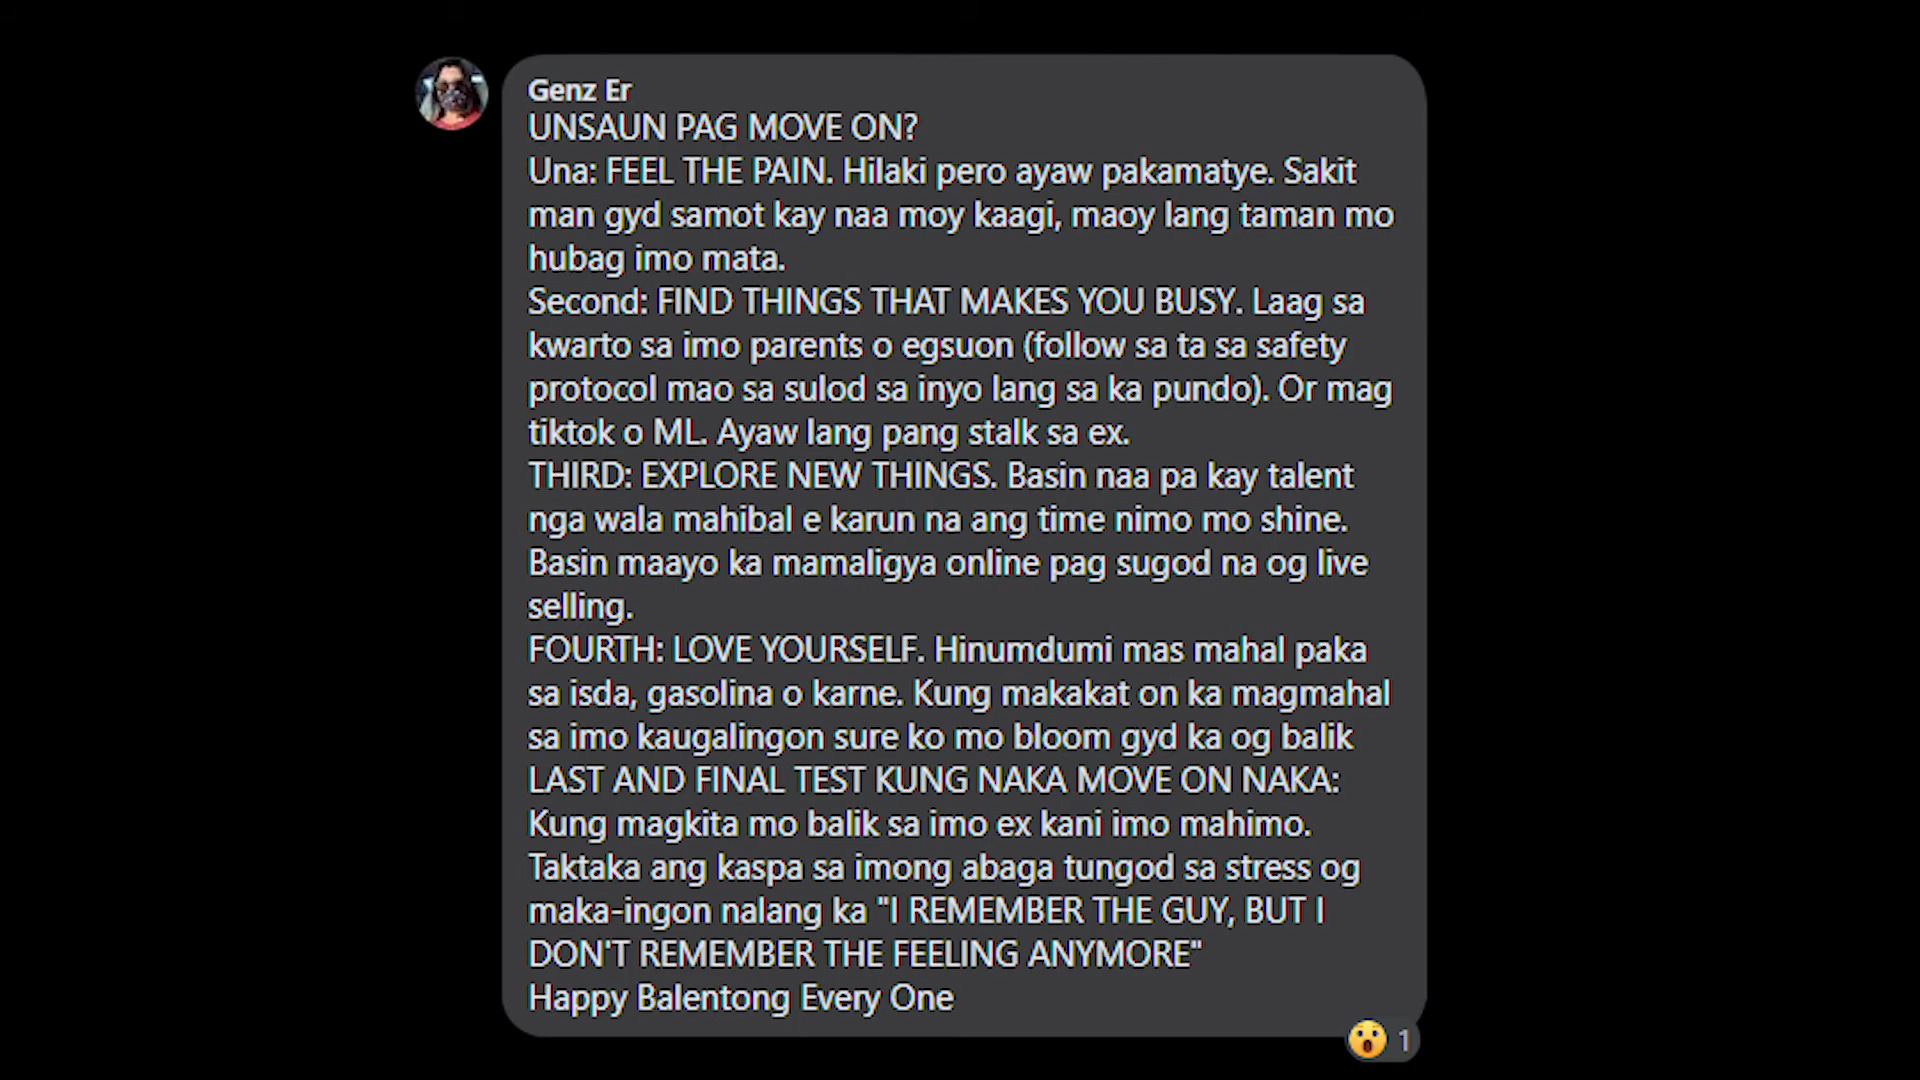 Genz Er
UNSAUN PAG MOVE ON?
Una: FEEL THE PAIN. Hilaki pero ayaw pakamatye. Sakit
man gyd samot kay naa moy kaagi, maoy lang taman mo
hubag imo mata.
Second: FIND THINGS THAT MAKES YOU BUSY. Laag sa
kwarto sa imo parents o egsuon (follow sa ta sa safety
protocol mao sa sulod sa inyo lang sa ka pundo). Or mag
tiktok o ML. Ayaw lang pang stalk sa ex.
THIRD: EXPLORE NEW THINGS. Basin naa pa kay talent
nga wala mahibal e karun na ang time nimo mo shine.
Basin maayo ka mamaligya online pag sugod na og live
selling.
FOURTH: LOVE YOURSELF. Hinumdumi mas mahal paka
sa isda, gasolina o karne. Kung makakat on ka magmahal
sa imo kaugalingon sure ko mo bloom gyd ka og balik
LAST AND FINAL TEST KUNG NAKA MOVE ON NAKA:
Kung magkita mo balik sa imo ex kani imo mahimo.
Taktaka ang kaspa sa imong abaga tungod sa stress og
maka-ingon nalang ka "I REMEMBER THE GUY, BUT I
DON'T REMEMBER THE FEELING ANYMORE"
Happy Balentong Every One
1